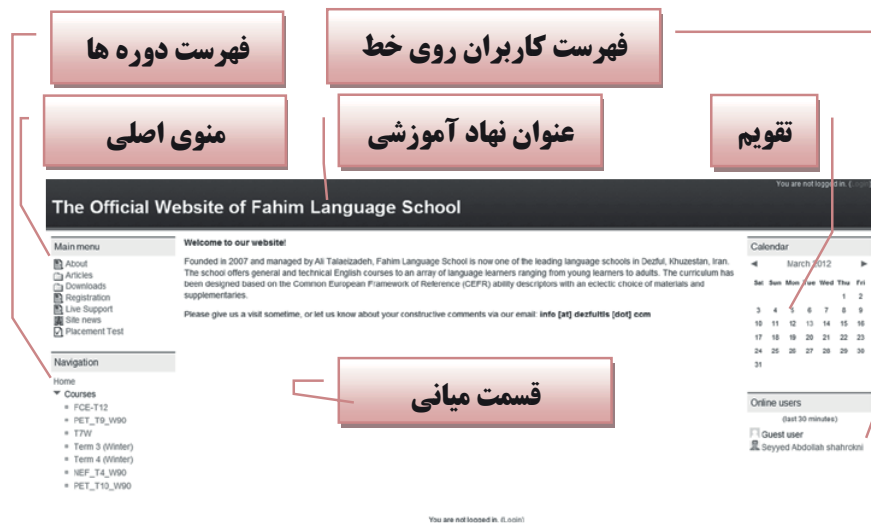 فهرست کاربران روی خط
فهرست دوره ها
تقویم
عنوان نهاد آموزشی
منوی اصلی
You are not logged in. (Login)
The Official Website of Fahim Language School
Main menu
About
Articles
Downloads
Registration
Live Support
Site news
Placement Test
Navigation
Home
Courses
FCE-T12
PET_T9_W90
T7W
Term 3 (Winter)
Term 4 (Winter)
NEF_T4_W90
PET_T10_W90
Welcome to our website!
Founded in 2007 and managed by Ali Talaeizadeh, Fahim Language School is now one of the leading language schools in Dezful, Khuzestan, Iran.
The school offers general and technical English courses to an array of language learners ranging from young learners to adults. The curriculum has
been designed based on the Common European Framework of Reference (CEFR) ability descriptors with an eclectic choice of materials and
supplementaries.
Please give us a visit sometime, or let us know about your constructive comments via our email: info [at] dezfultis [dot] com
قسمت میانی
Calendar
◄ March 2012 ►
Sat Sun Mon Tue Wed Thu Fri
1 2
3 4 5 6 7 8 9
10 11 12 13 14 15 16
17 18 19 20 21 22 23
24 25 26 27 28 29 30
31
Online users
(last 30 minutes)
Guest user
Seyyed Abdollah shahrokni
You are not logged in. (Login)